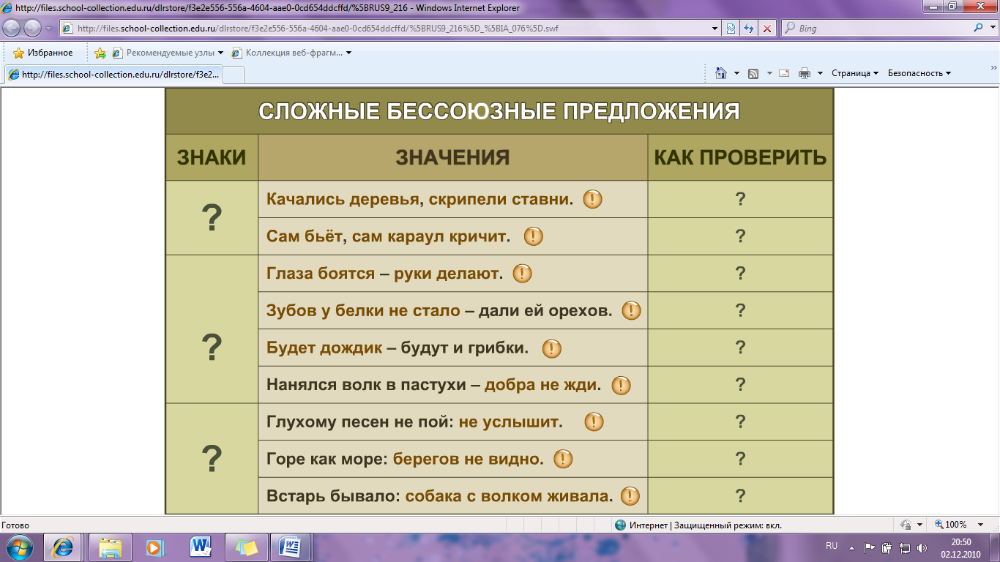 http://files.school-collection.edu.ru/dlrstore/f3e2e556-556a-4604-aae0-0cd654ddcffd/%5BRUS9_216 - Windows Internet Explorer
http://files.school-collection.edu.ru/dlrstore/f3e2e556-556a-4604-aae0-0cd654ddcffd/%5BRUS9_216%5D_%5BIA_076%5D.swf
Bing
Избранное
Рекомендуемые узлы
Коллекция веб-фрагм...
http://files.school-collection.edu.ru/dlrstore/f3e2...
Страница
Безопасность
»
СЛОЖНЫЕ БЕССОЮЗНЫЕ ПРЕДЛОЖЕНИЯ
ЗНАКИ ЗНАЧЕНИЯ КАК ПРОВЕРИТЬ
?
Качались деревья, скрипели ставни. ! ?
Сам бьёт, сам караул кричит. ! ?
?
Глаза боятся – руки делают. ! ?
Зубов у белки не стало – дали ей орехов. ! ?
Будет дождик – будут и грибки. ! ?
Нанялся волк в пастухи – добра не жди. ! ?
?
Глухому песен не пой: не услышит. ! ?
Горе как море: берегов не видно. ! ?
Встарь бывало: собака с волком живала. ! ?
Готово
Интернет | Защищенный режим: вкл.
100%
RU
20:50
02.12.2010